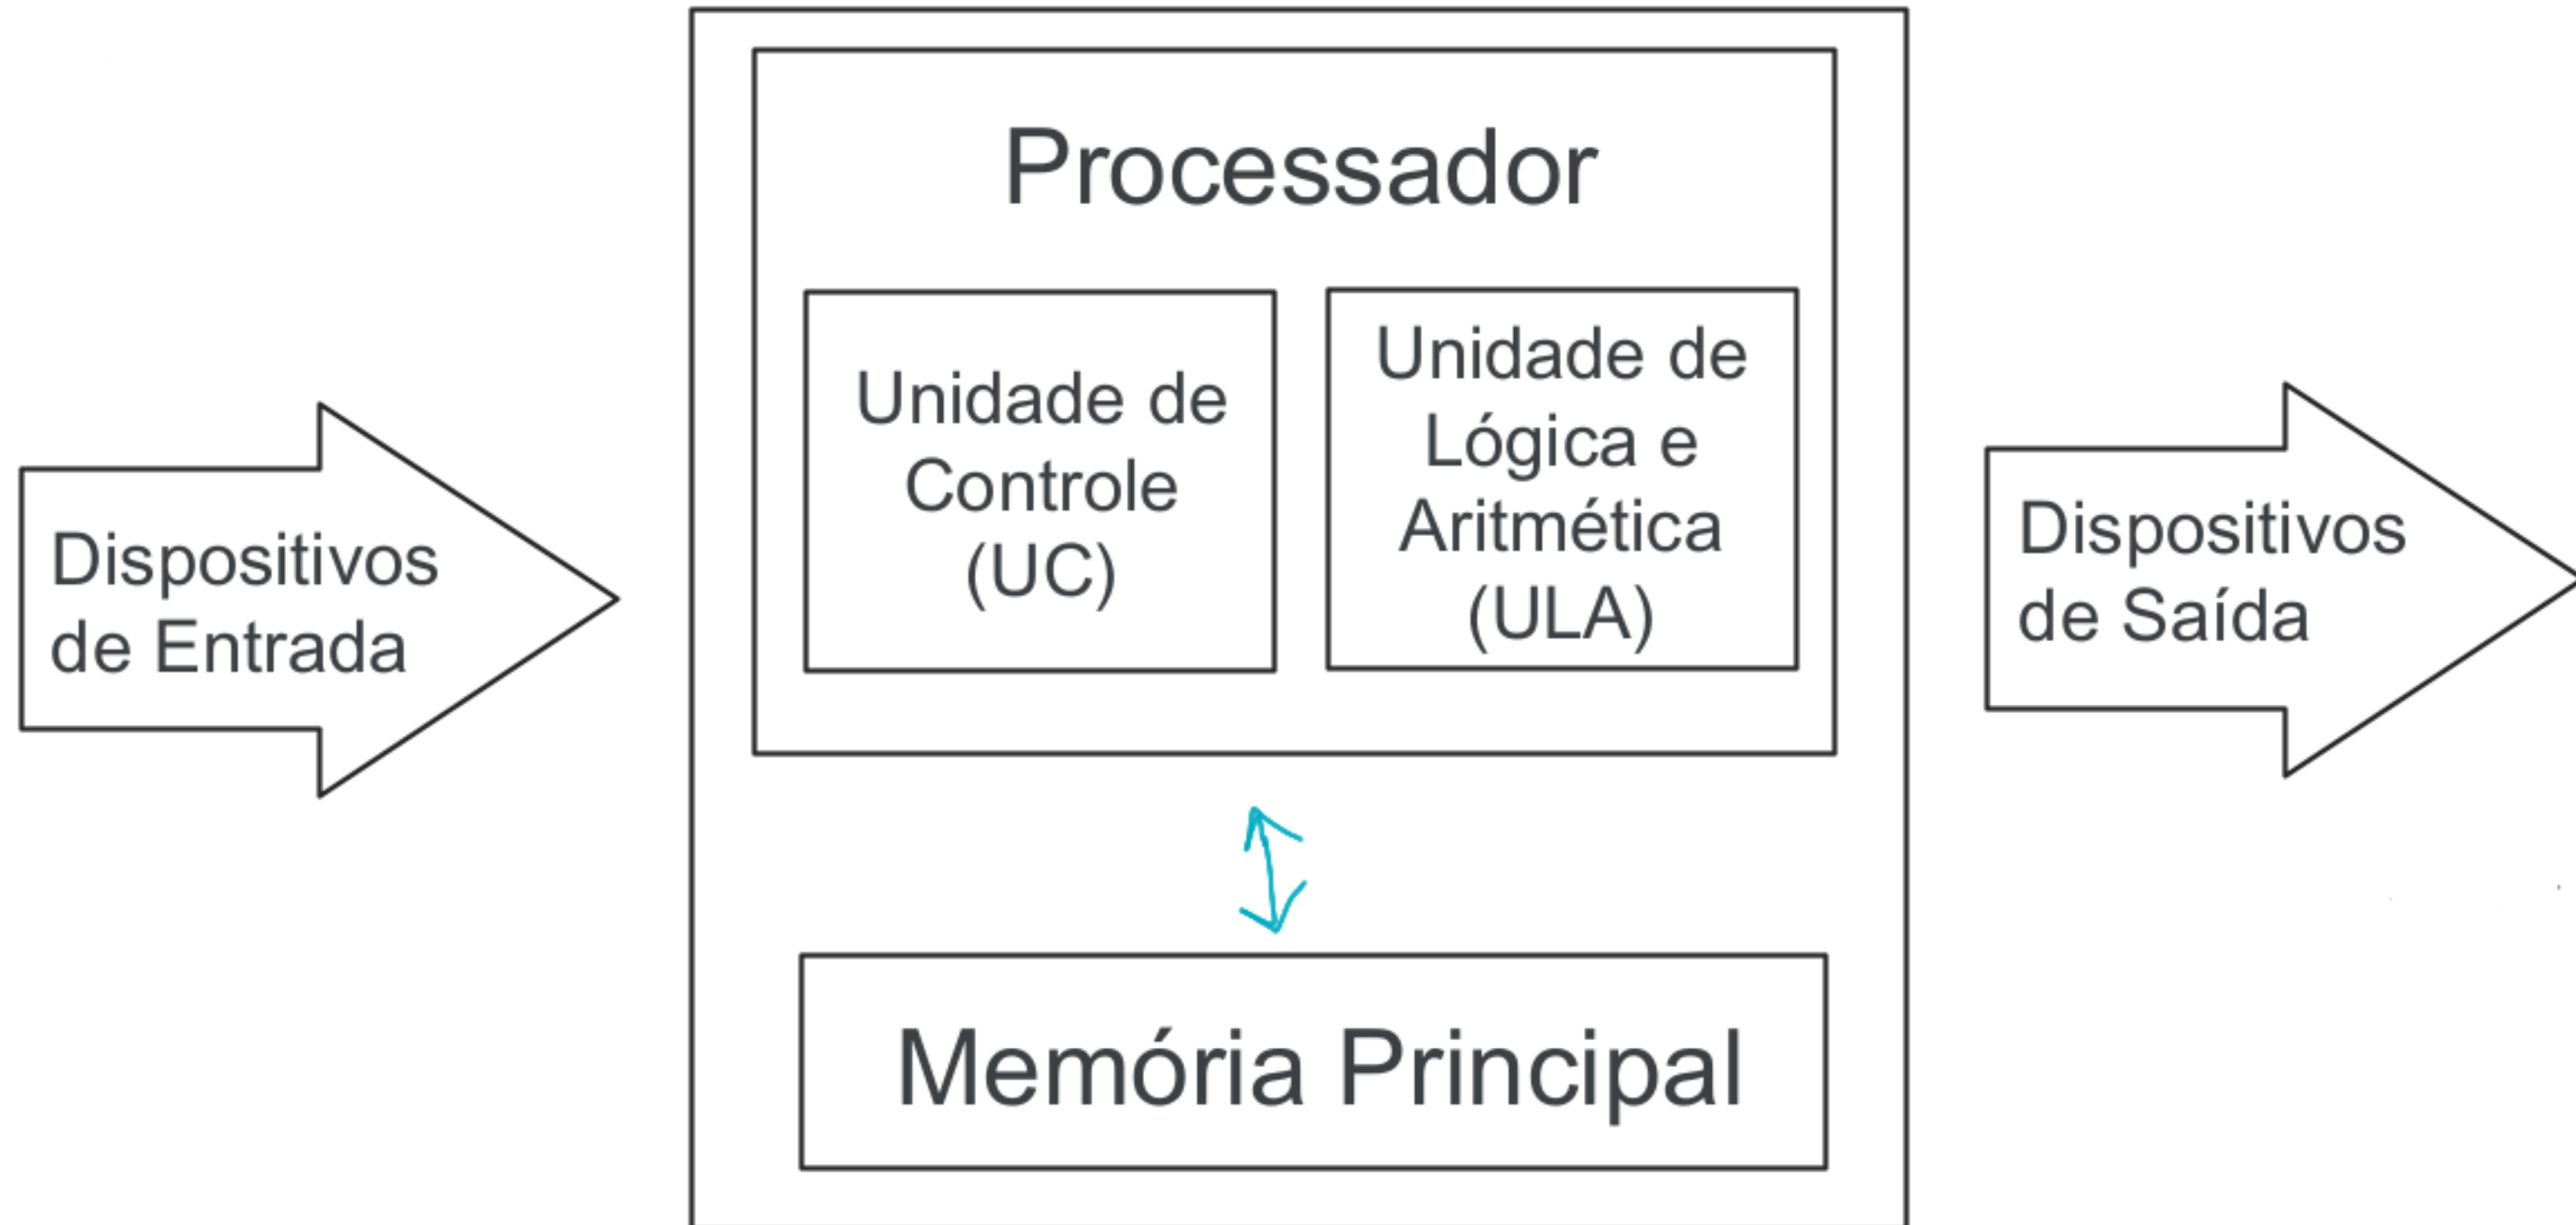 Processador
Unidade de
Controle
(UC)
Unidade de
Lógica e
Aritmética
(ULA)
Dispositivos
de Entrada
Dispositivos
de Saída
Memória Principal